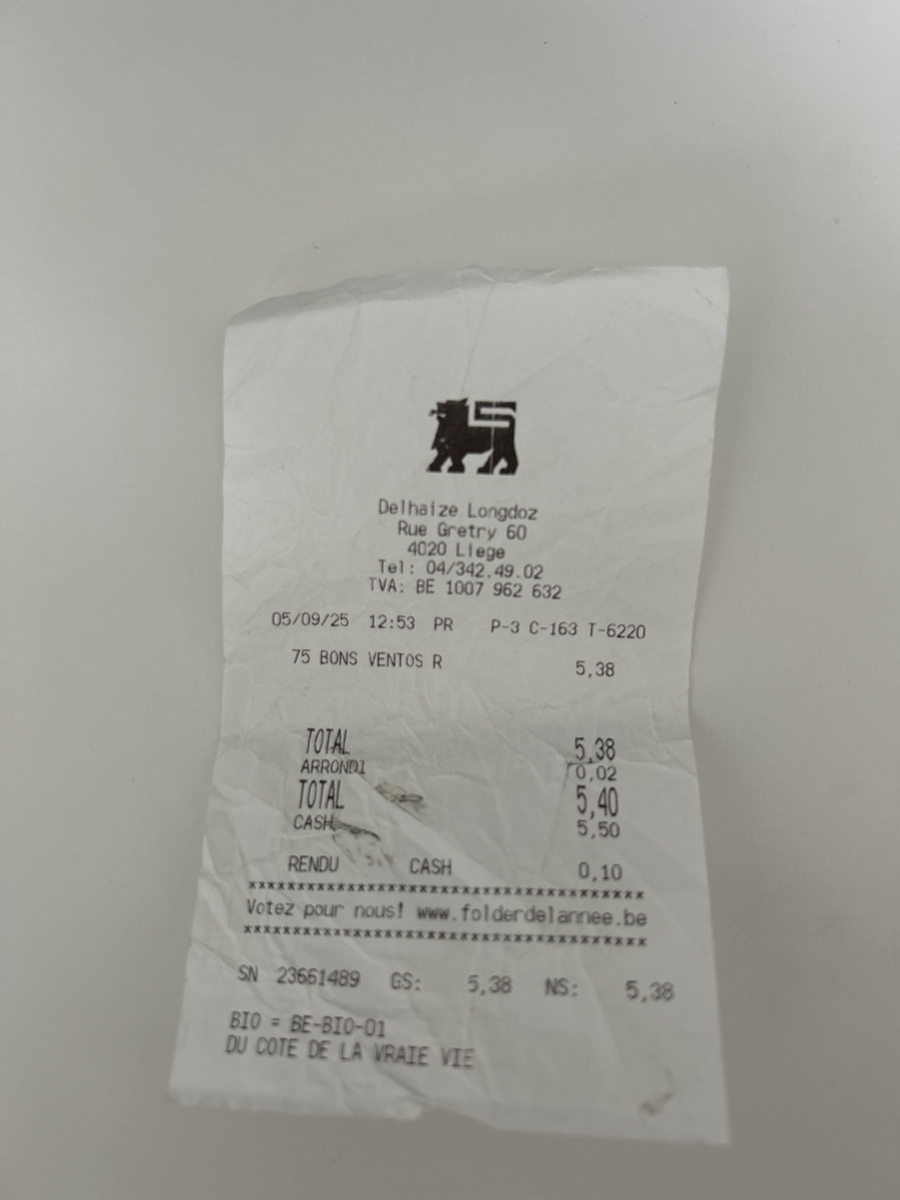 Delhaize Longdoz
Rue Gretry 60
4020 Liege
Tel: 04/342.49.02
TVA: BE 1007 962 632
05/09/25 12:53 PR P-3 C-163 T-6220
75 BONS VENTOS R 5,38
TOTAL 5,38
ARRONDI 0,02
TOTAL 5,40
CASH 5,50
RENDU CASH 0,10
****************************************
Votez pour nous! www.folderdelannee.be
****************************************
SN 23661489 GS: 5,38 NS: 5,38
BIO = BE-BIO-01
DU COTE DE LA VRAIE VIE